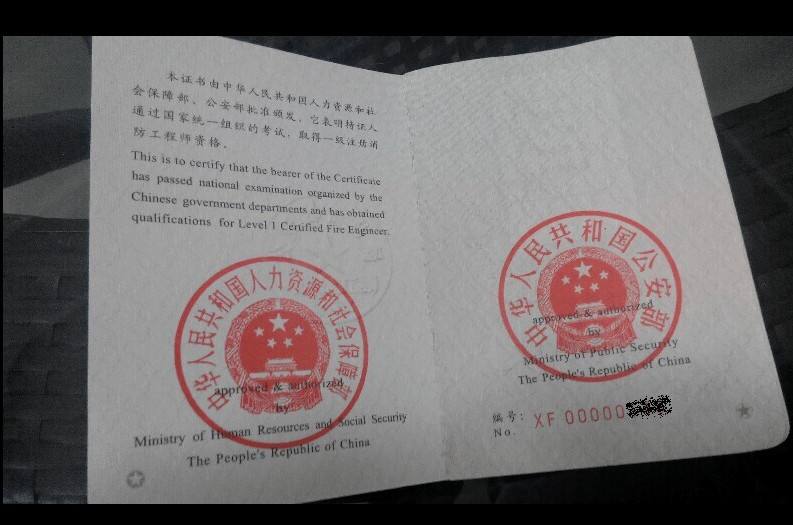 本证书由中华人民共和国人力资源和社
会保障部、公安部批准颁发，它表明持证人
通过国家统一组织的考试，取得一级注册消
防工程师资格。
This is to certify that the bearer of the Certificate
has passed national examination organized by the
Chinese government departments and has obtained
qualifications for Level 1 Certified Fire Engineer.
中华人民共和国人力资源和社会保障部
approved & authorized
by
Ministry of Human Resources and Social Security
The People's Republic of China
中华人民共和国公安部
approved & authorized
by
Ministry of Public Security
The People's Republic of China
编号：
No. XF 00000